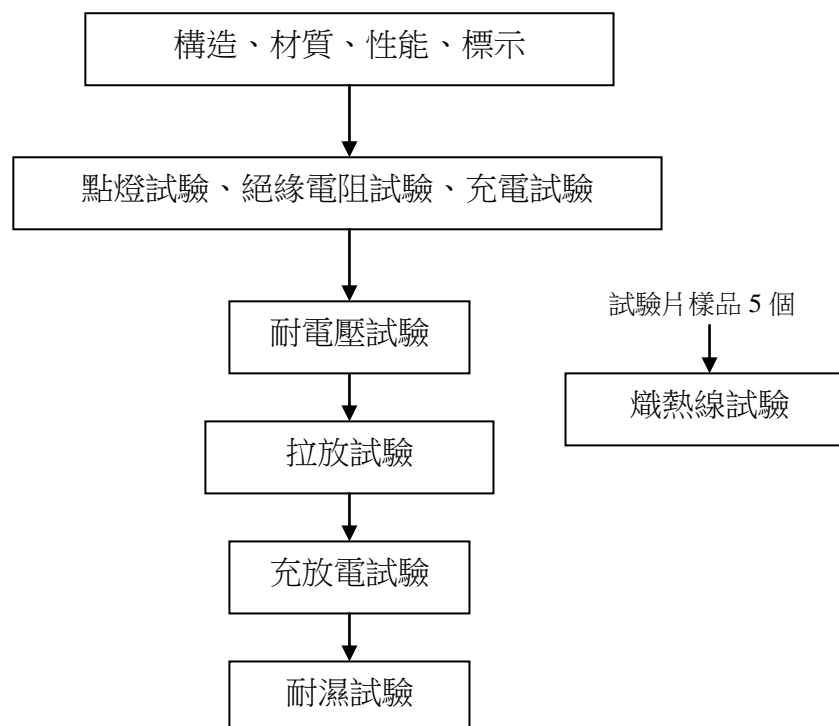 構造、材質、性能、標示
點燈試驗、絕緣電阻試驗、充電試驗
耐電壓試驗
拉放試驗
充放電試驗
耐濕試驗
試驗片樣品 5 個
熾熱線試驗